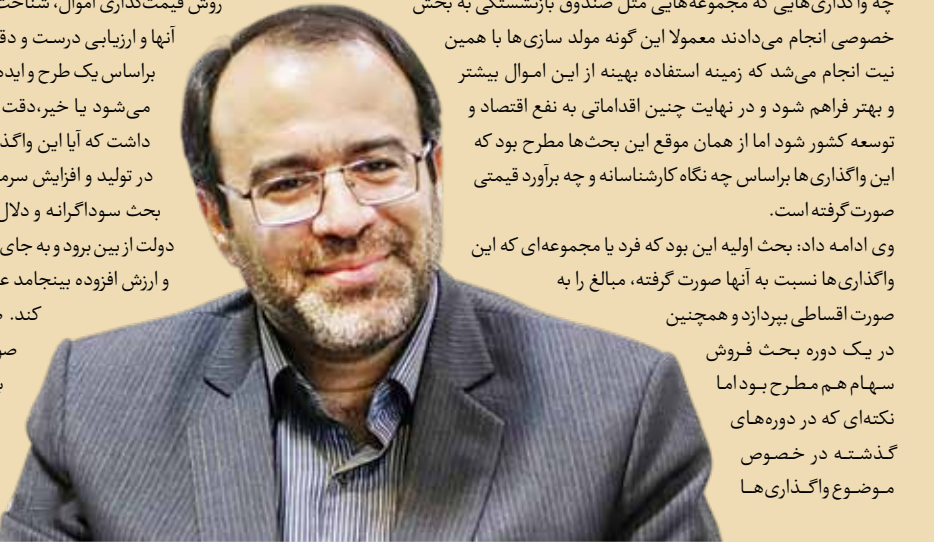 چه واگذاری‌هایی که مجموعه‌هایی مثل صندوق بازنشستگی به بخش
خصوصی انجام می‌دادند معمولا این گونه مولد سازی‌ها با همین
نیت انجام می‌شد که زمینه استفاده بهینه از این اموال بیشتر
و بهتر فراهم شود و در نهایت چنین اقداماتی به نفع اقتصاد و
توسعه کشور شود اما از همان موقع این بحث‌ها مطرح بود که
این واگذاری‌ها براساس چه نگاه کارشناسانه و چه برآورد قیمتی
صورت گرفته است.
وی ادامه داد: بحث اولیه این بود که فرد یا مجموعه‌ای که این
واگذاری‌ها نسبت به آنها صورت گرفته، مبالغ را به
صورت اقساطی بپردازد و همچنین
در یک دوره بحث فروش
سهام هم مطرح بود اما
نکته‌ای که در دوره‌های
گذشته در خصوص
موضوع واگذاری‌ها
روش قیمت‌گذاری اموال، شناخت
آنها و ارزیابی درست و دق
براساس یک طرح و ایده
می‌شود یا خیر،دقت
داشت که آیا این واگذ
در تولید و افزایش سرم
بحث سوداگرانه و دلال
دولت از بین برود و به جای
و ارزش افزوده بینجامد ع
کند.
صو